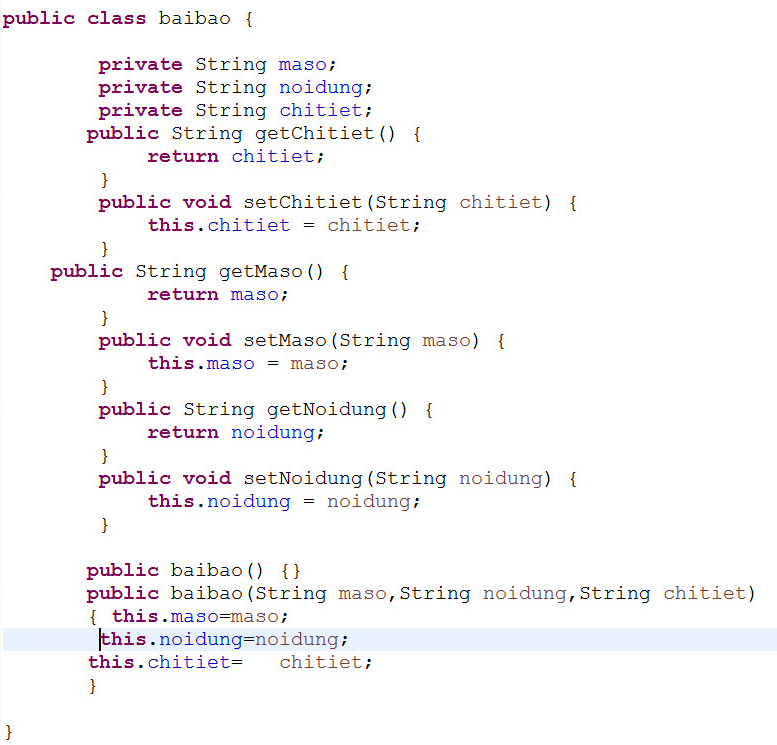 public class baibao {
private String maso;
private String noidung;
private String chitiet;
public String getChitiet() {
return chitiet;
}
public void setChitiet(String chitiet) {
this.chitiet = chitiet;
}
public String getMaso() {
return maso;
}
public void setMaso(String maso) {
this.maso = maso;
}
public String getNoidung() {
return noidung;
}
public void setNoidung(String noidung) {
this.noidung = noidung;
}
public baibao() {}
public baibao(String maso,String noidung,String chitiet)
{ this.maso=maso;
this.noidung=noidung;
this.chitiet=   chitiet;
}
}